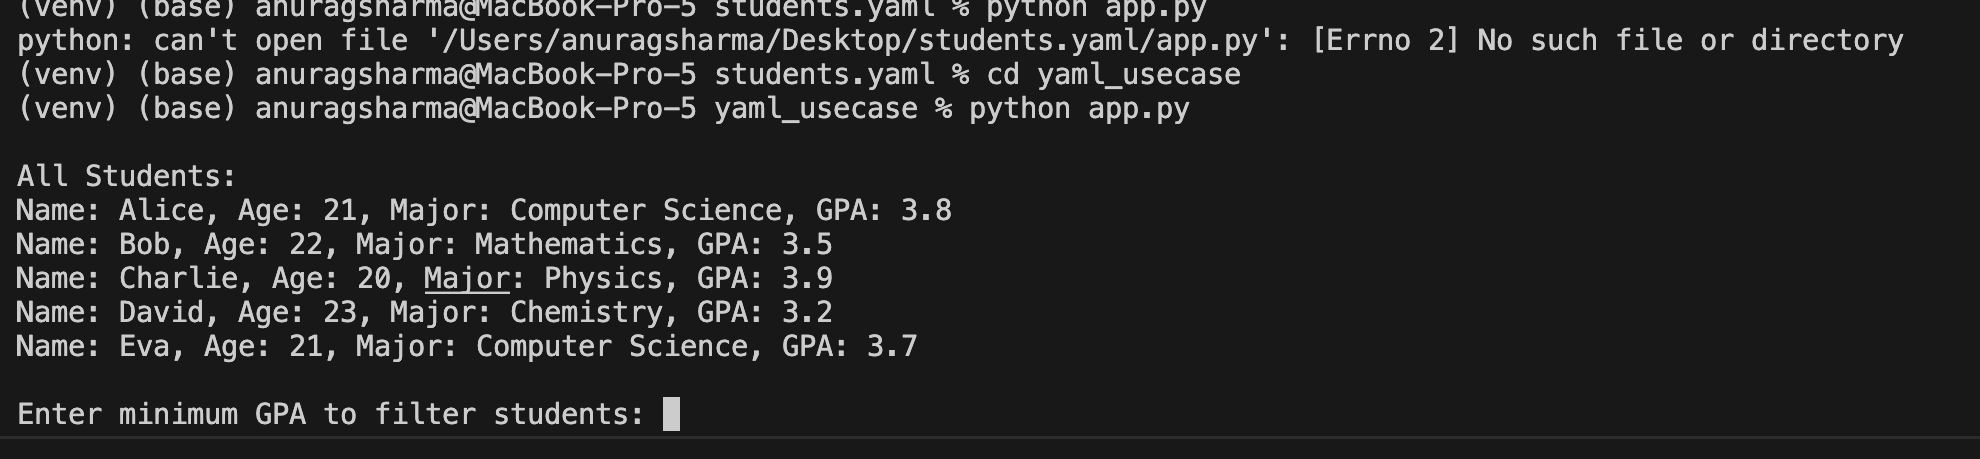 (venv) (base) anuragsharma@MacBook-Pro-5 students.yaml % python app.py
python: can't open file '/Users/anuragsharma/Desktop/students.yaml/app.py': [Errno 2] No such file or directory
(venv) (base) anuragsharma@MacBook-Pro-5 students.yaml % cd yaml_usecase
(venv) (base) anuragsharma@MacBook-Pro-5 yaml_usecase % python app.py
All Students:
Name: Alice, Age: 21, Major: Computer Science, GPA: 3.8
Name: Bob, Age: 22, Major: Mathematics, GPA: 3.5
Name: Charlie, Age: 20, Major: Physics, GPA: 3.9
Name: David, Age: 23, Major: Chemistry, GPA: 3.2
Name: Eva, Age: 21, Major: Computer Science, GPA: 3.7
Enter minimum GPA to filter students: